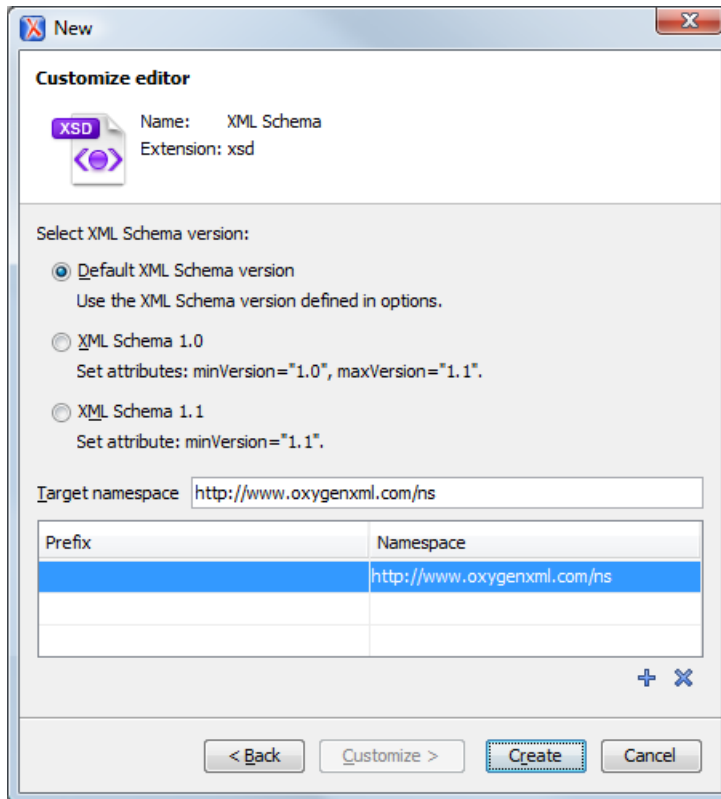 New
Customize editor
XSD
Name: XML Schema
Extension: xsd
Select XML Schema version:
Default XML Schema version
Use the XML Schema version defined in options.
XML Schema 1.0
Set attributes: minVersion="1.0", maxVersion="1.1".
XML Schema 1.1
Set attribute: minVersion="1.1".
Target namespace http://www.oxygenxml.com/ns
Prefix Namespace
http://www.oxygenxml.com/ns
< Back Customize > Create Cancel